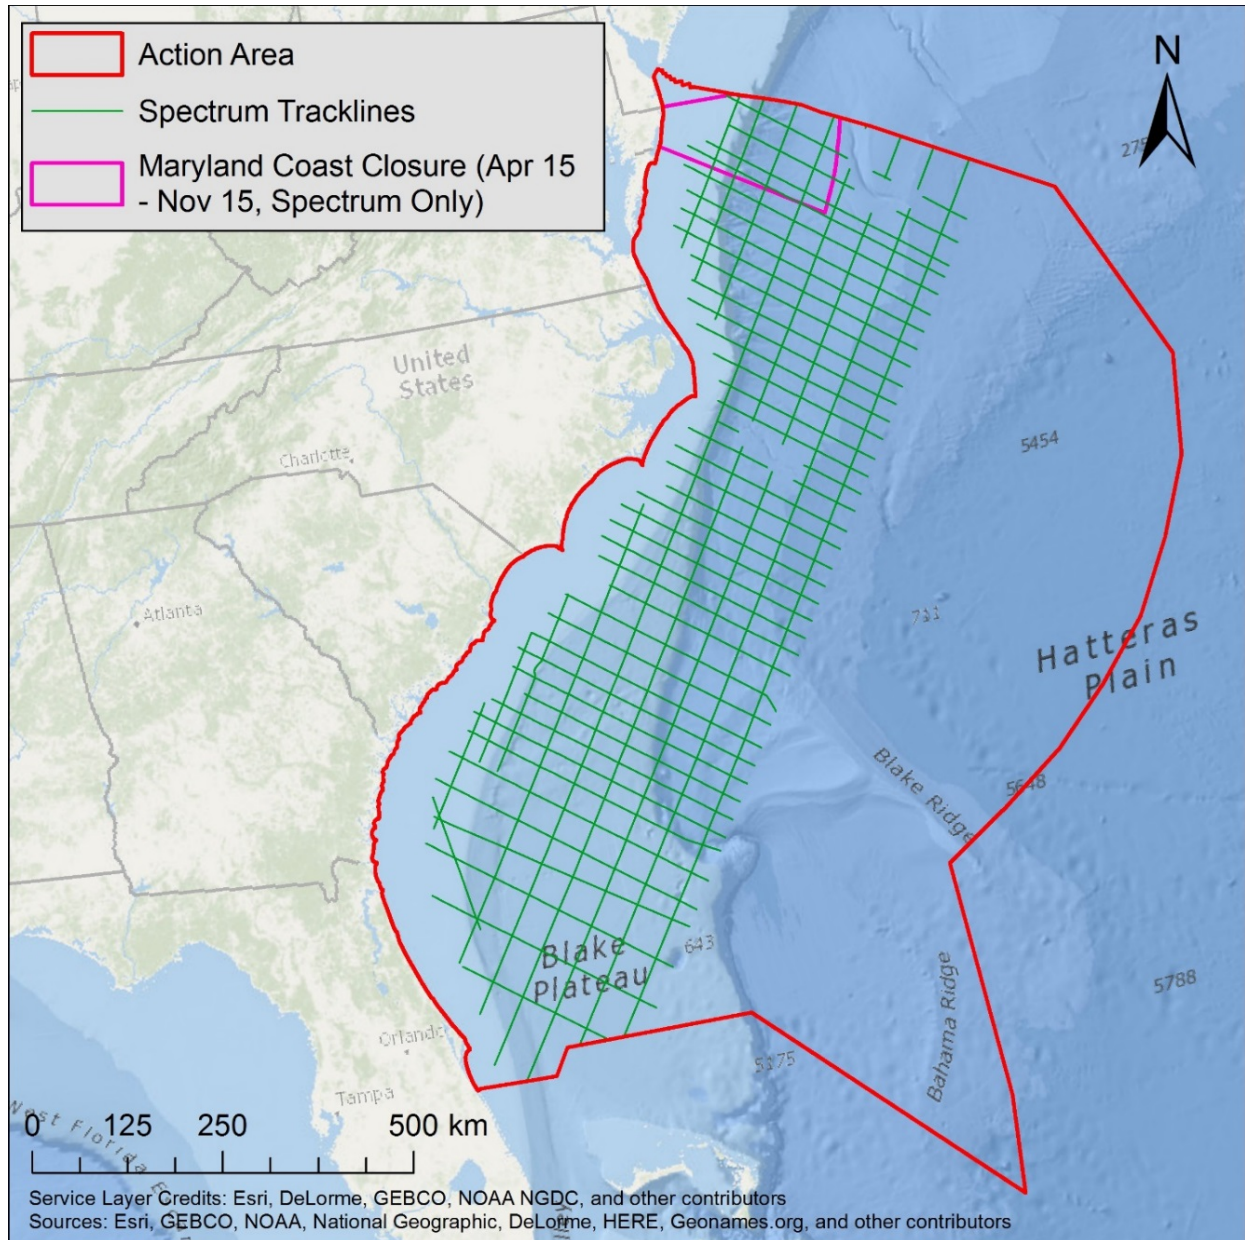 Action Area
N
Spectrum Tracklines
Maryland Coast Closure (Apr 15
- Nov 15, Spectrum Only)
275
United
States
5454
Charlotte
Atlanta
Hatteras
Plain
Blake Ridge
5648
Blake
Plateau
643
5788
Bahama Ridge
Orlando
5175
Tampa
West Florida E
0 125 250 500 km
Service Layer Credits: Esri, DeLorme, GEBCO, NOAA NGDC, and other contributors
Sources: Esri, GEBCO, NOAA, National Geographic, DeLorme, HERE, Geonames.org, and other contributors